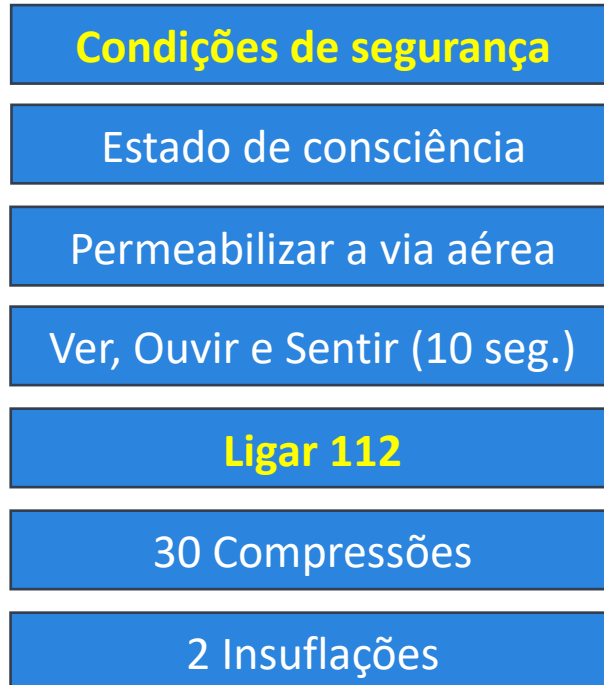 Condições de segurança
Estado de consciência
Permeabilizar a via aérea
Ver, Ouvir e Sentir (10 seg.)
Ligar 112
30 Compressões
2 Insuflações